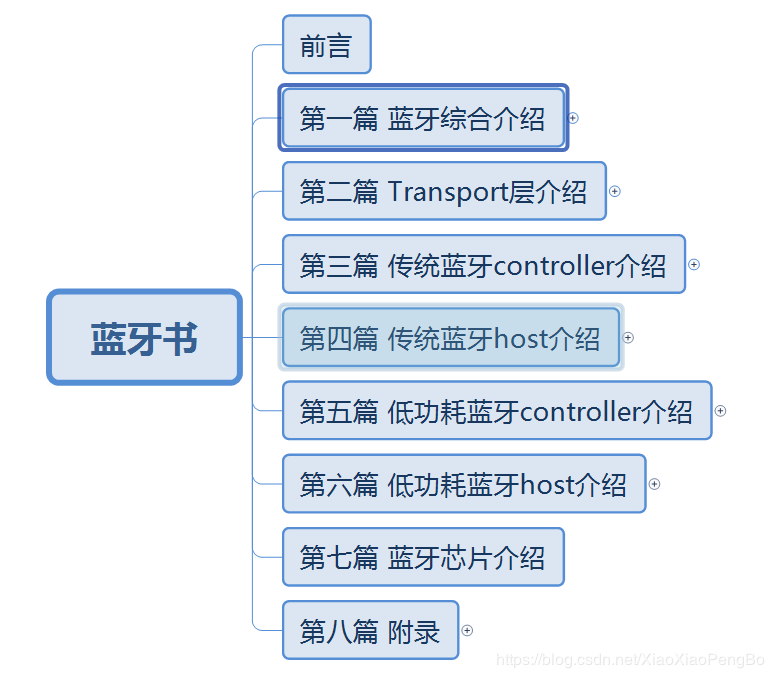 前言
第一篇 蓝牙综合介绍
第二篇 Transport层介绍
第三篇 传统蓝牙controller介绍
蓝牙书
第四篇 传统蓝牙host介绍
第五篇 低功耗蓝牙controller介绍
第六篇 低功耗蓝牙host介绍
第七篇 蓝牙芯片介绍
第八篇 附录
https://blog.csdn.net/XiaoXiaoPengBo